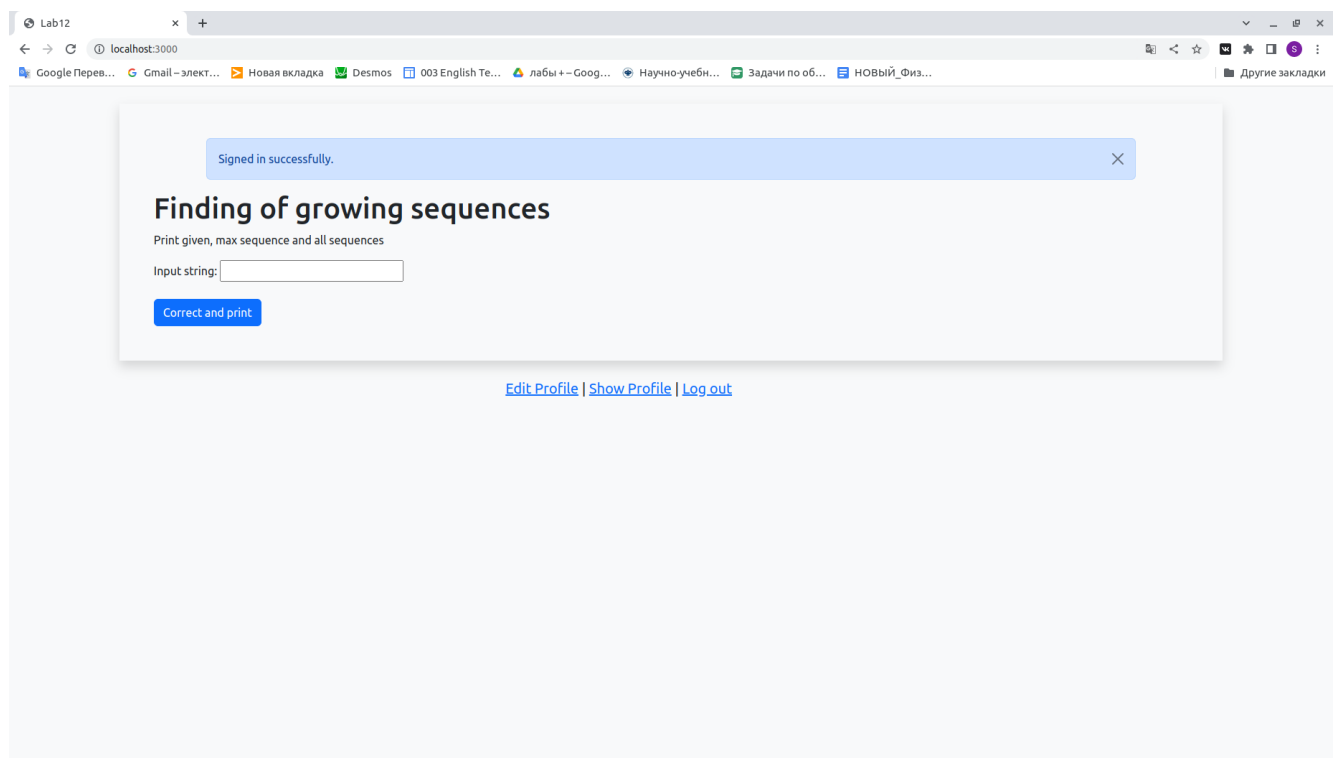 Lab12
localhost:3000
Google Перев... Gmail – элект... Новая вкладка Desmos 003 English Te... лабы + – Goog... Научно-учебн... Задачи по об... НОВЫЙ_Физ... Другие закладки
Signed in successfully.
Finding of growing sequences
Print given, max sequence and all sequences
Input string:
Correct and print
Edit Profile | Show Profile | Log out